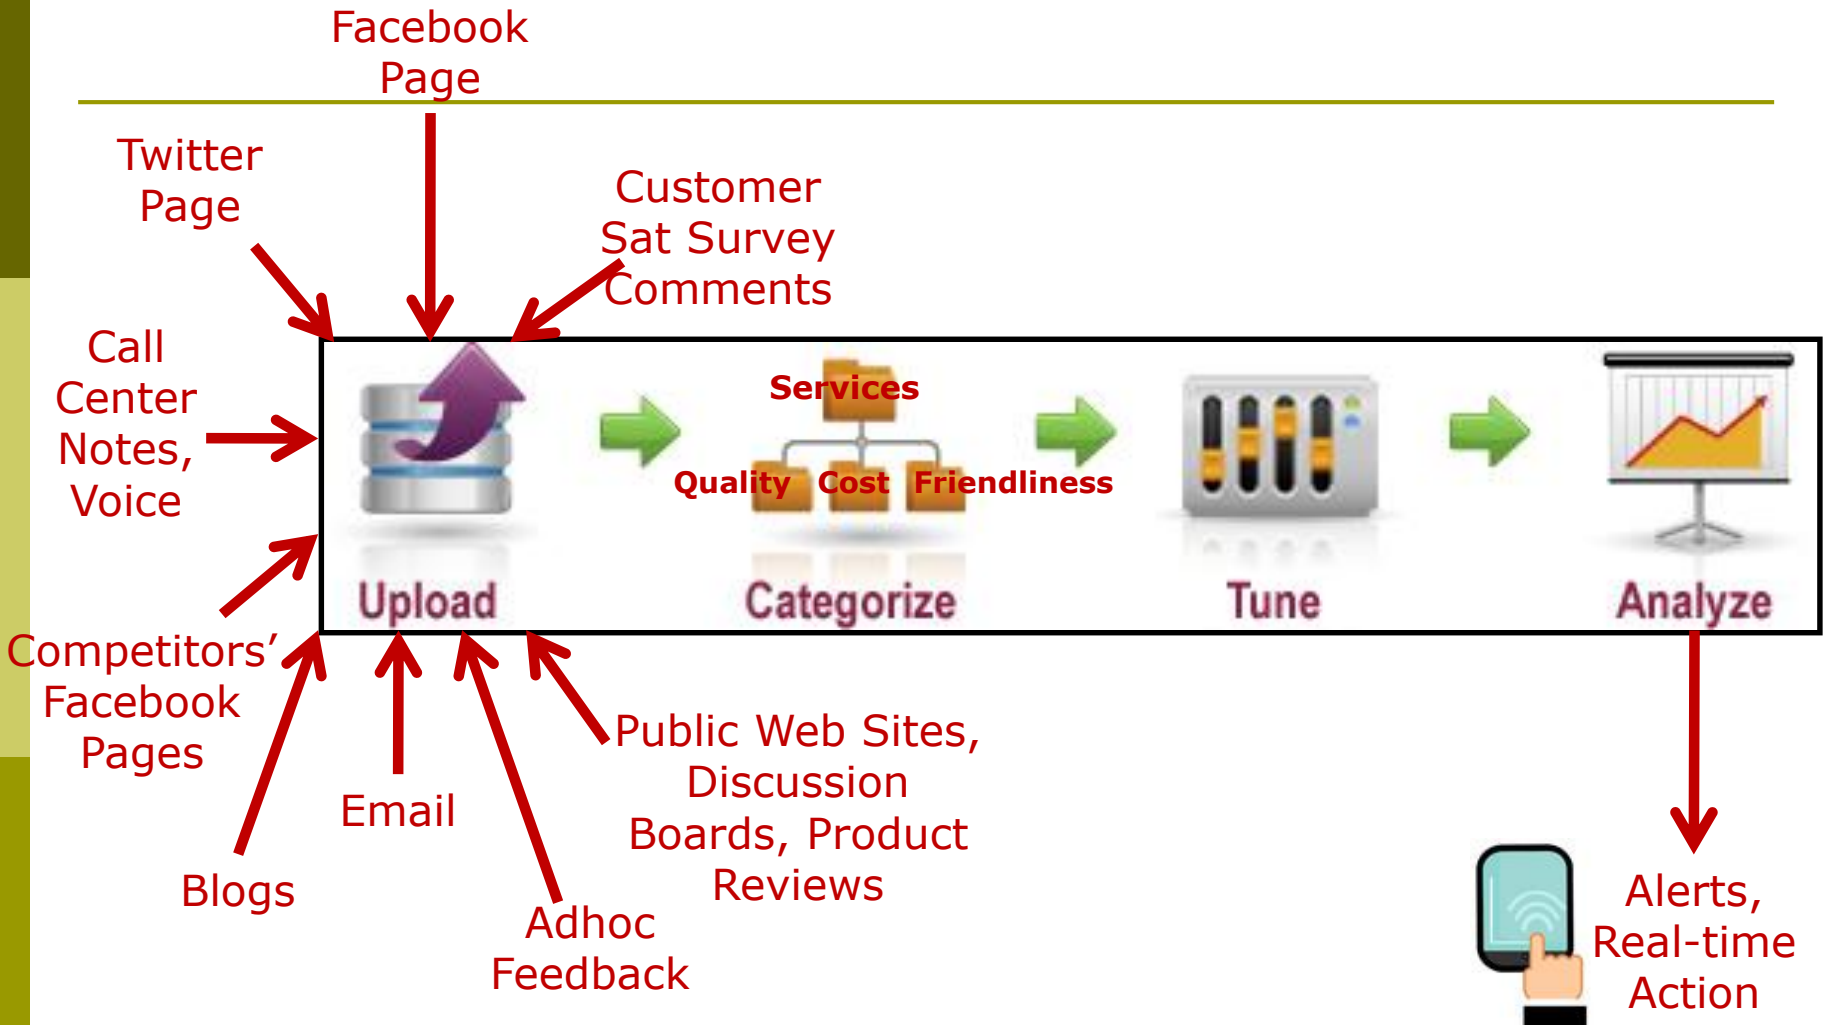 Facebook
Page
Twitter
Page
Customer
Sat Survey
Comments
Call
Center
Notes,
Voice
Services
Quality Cost Friendliness
Upload
Categorize
Tune
Analyze
Competitors’
Facebook
Pages
Blogs
Email
Adhoc
Feedback
Public Web Sites,
Discussion
Boards, Product
Reviews
Alerts,
Real-time
Action